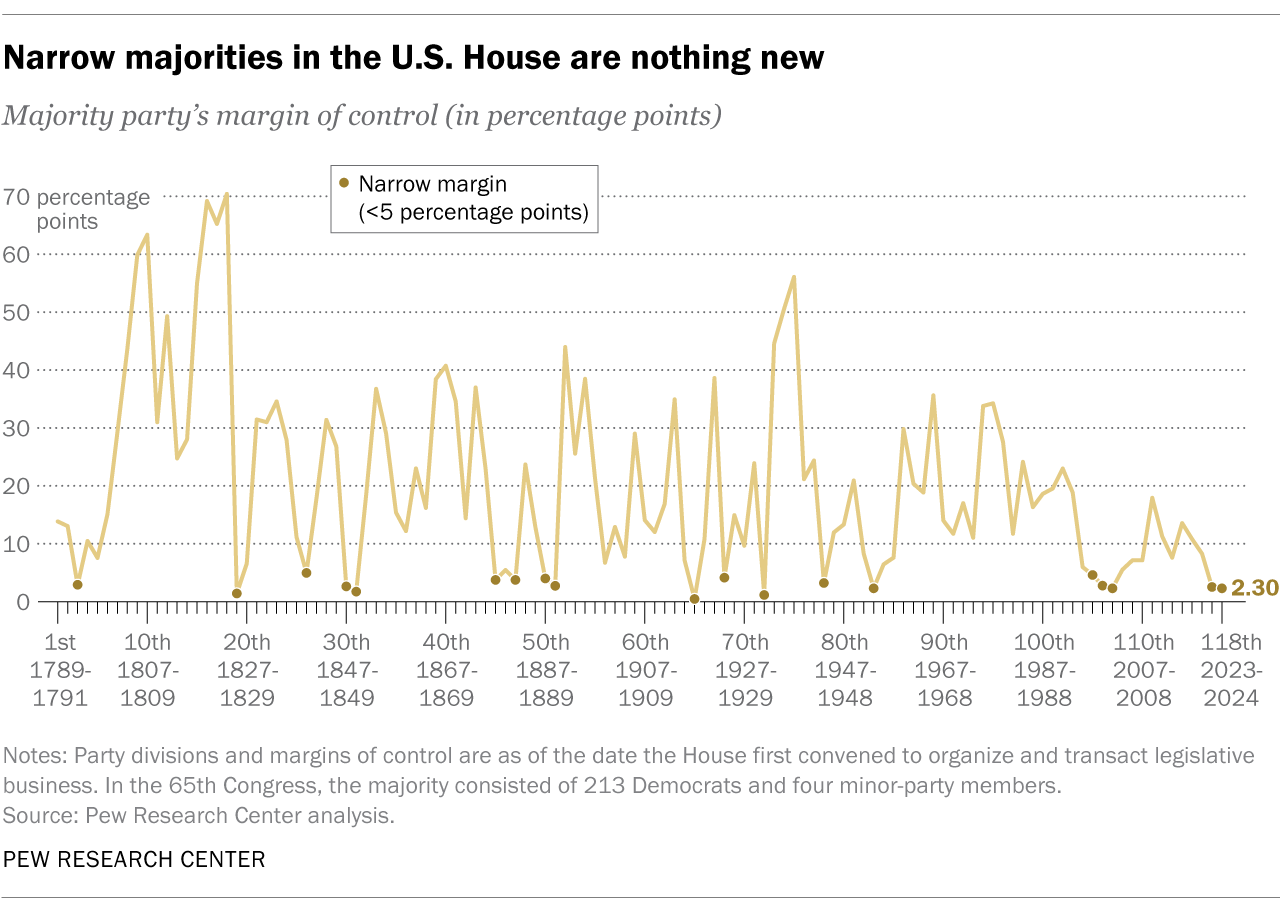 Narrow majorities in the U.S. House are nothing new
Majority party’s margin of control (in percentage points)
Narrow margin
(<5 percentage points)
70 percentage
points
60
50
40
30
20
10
0
2.30
1st 10th 20th 30th 40th 50th 60th 70th 80th 90th 100th 110th 118th
1789- 1807- 1827- 1847- 1867- 1887- 1907- 1927- 1947- 1967- 1987- 2007- 2023-
1791 1809 1829 1849 1869 1889 1909 1929 1948 1968 1988 2008 2024
Notes: Party divisions and margins of control are as of the date the House first convened to organize and transact legislative
business. In the 65th Congress, the majority consisted of 213 Democrats and four minor-party members.
Source: Pew Research Center analysis.
PEW RESEARCH CENTER